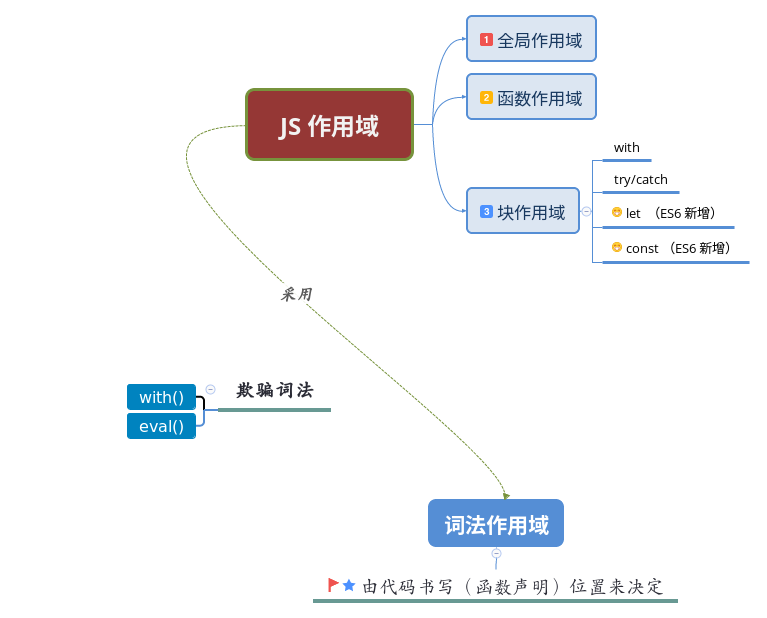 JS 作用域
1 全局作用域
2 函数作用域
3 块作用域
with
try/catch
let （ES6 新增）
const （ES6 新增）
采用
欺骗词法
with()
eval()
词法作用域
由代码书写（函数声明）位置来决定